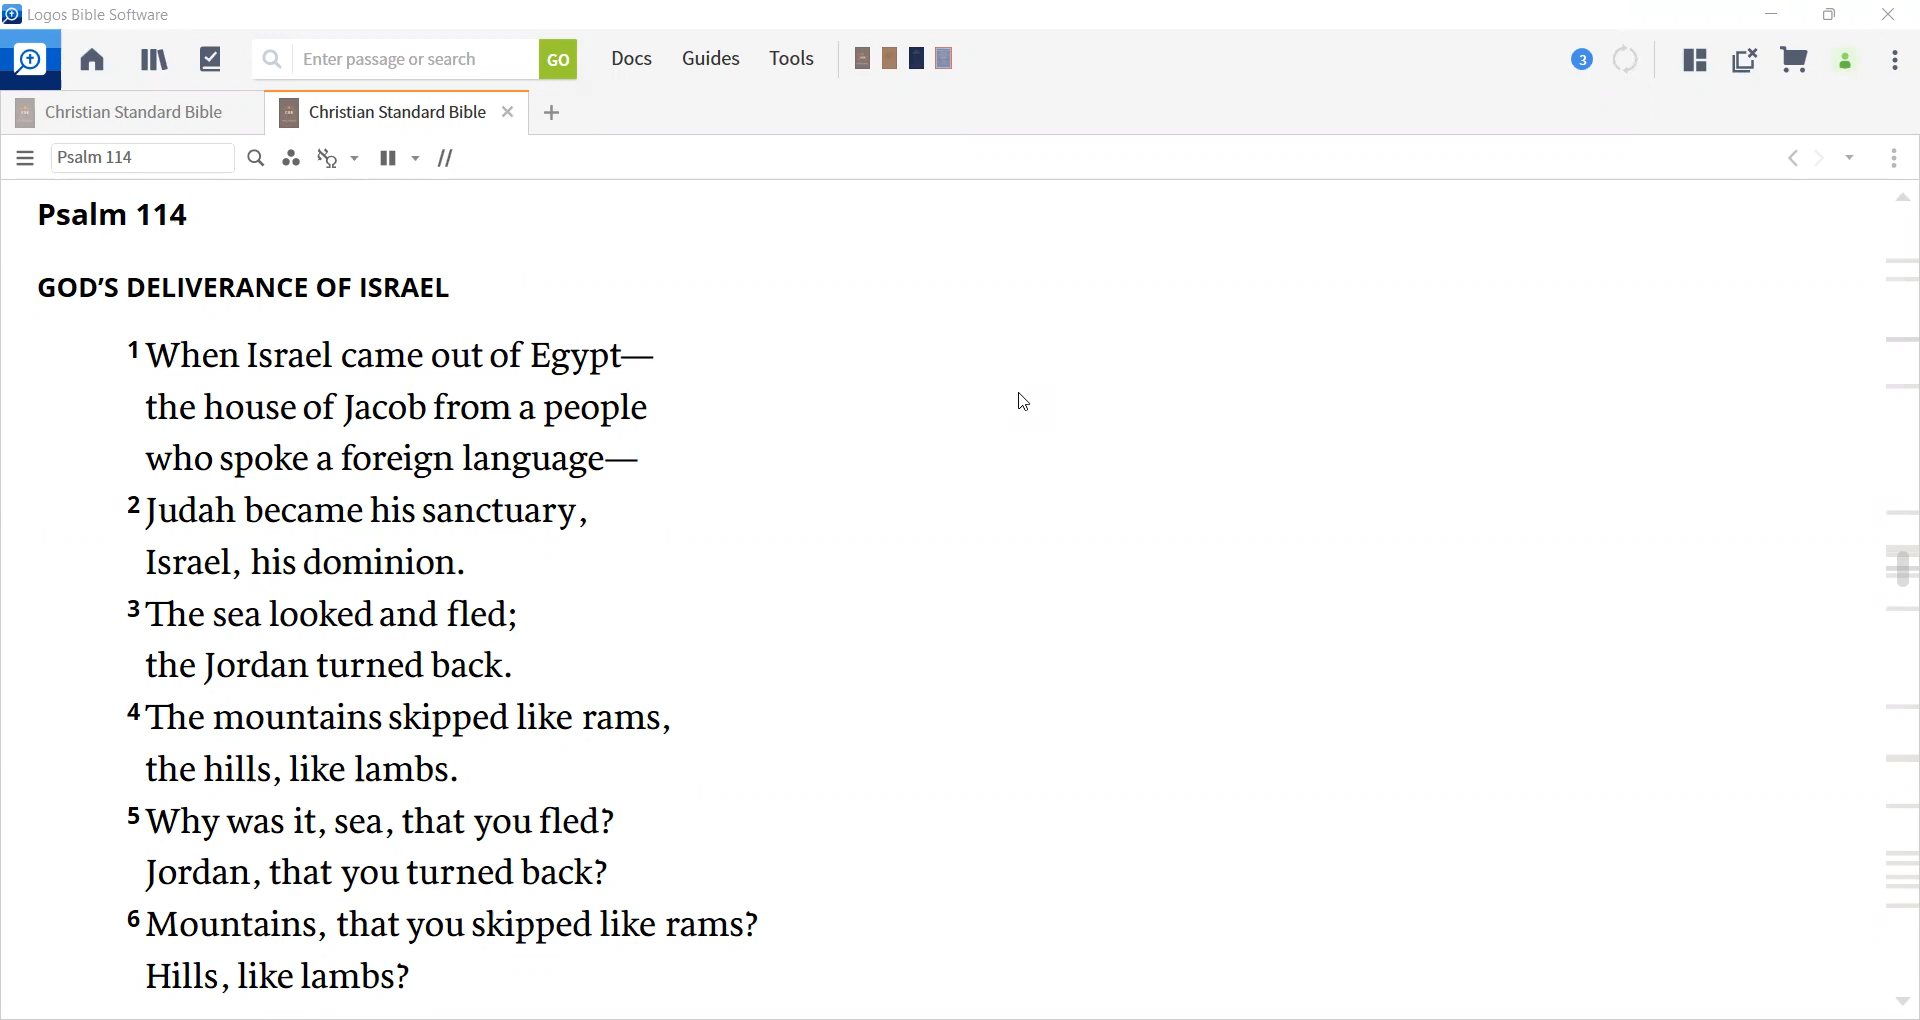 Logos Bible Software
Enter passage or search
GO
Docs
Guides
Tools
3
Christian Standard Bible
Christian Standard Bible
Psalm 114
Psalm 114
GOD’S DELIVERANCE OF ISRAEL
1 When Israel came out of Egypt—
the house of Jacob from a people
who spoke a foreign language—
2 Judah became his sanctuary,
Israel, his dominion.
3 The sea looked and fled;
the Jordan turned back.
4 The mountains skipped like rams,
the hills, like lambs.
5 Why was it, sea, that you fled?
Jordan, that you turned back?
6 Mountains, that you skipped like rams?
Hills, like lambs?